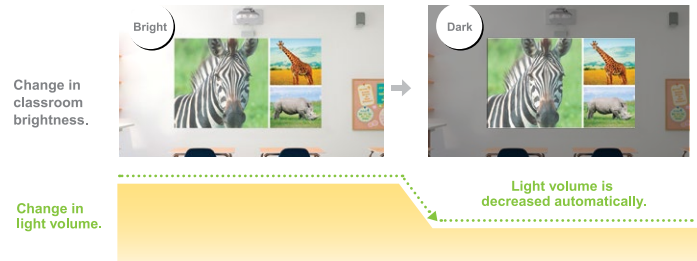 Bright
Dark
Change in
classroom
brightness.
Change in
light volume.
Light volume is
decreased automatically.